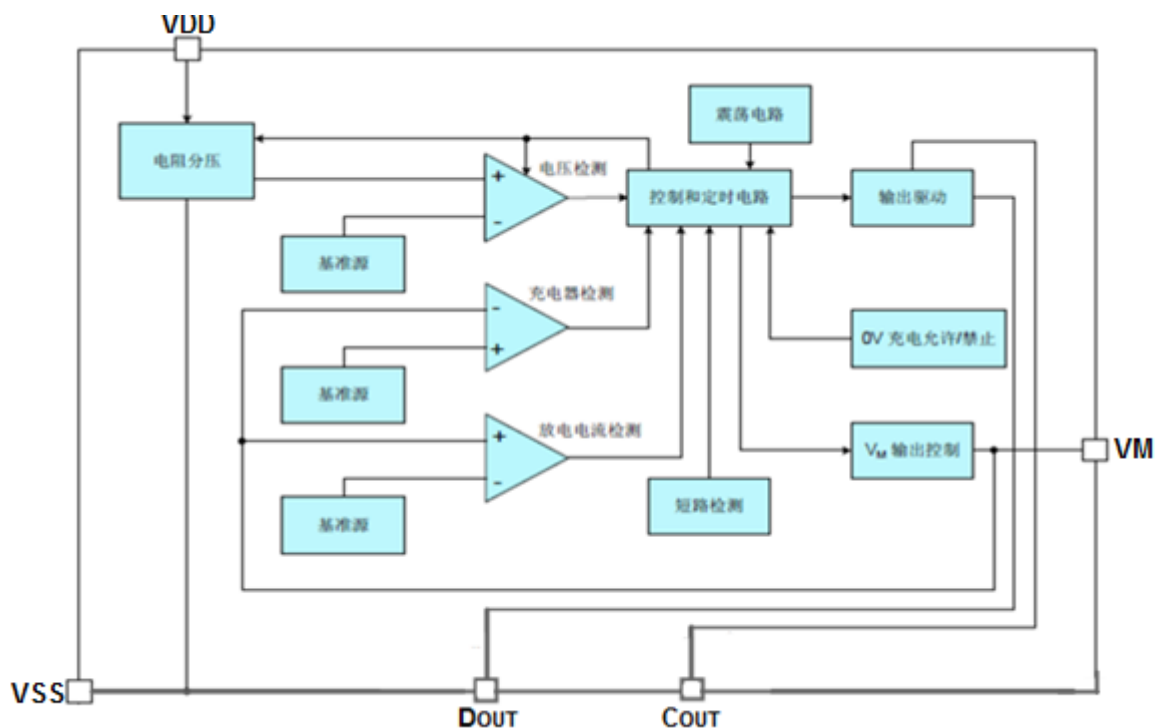 VDD
震荡电路
电阻分压
+
电压检测
控制和定时电路
输出驱动
-
基准源
充电器检测
-
0V 充电允许/禁止
+
基准源
放电电流检测
+
VM 输出控制
VM
-
基准源
短路检测
VSS
DOUT
COUT